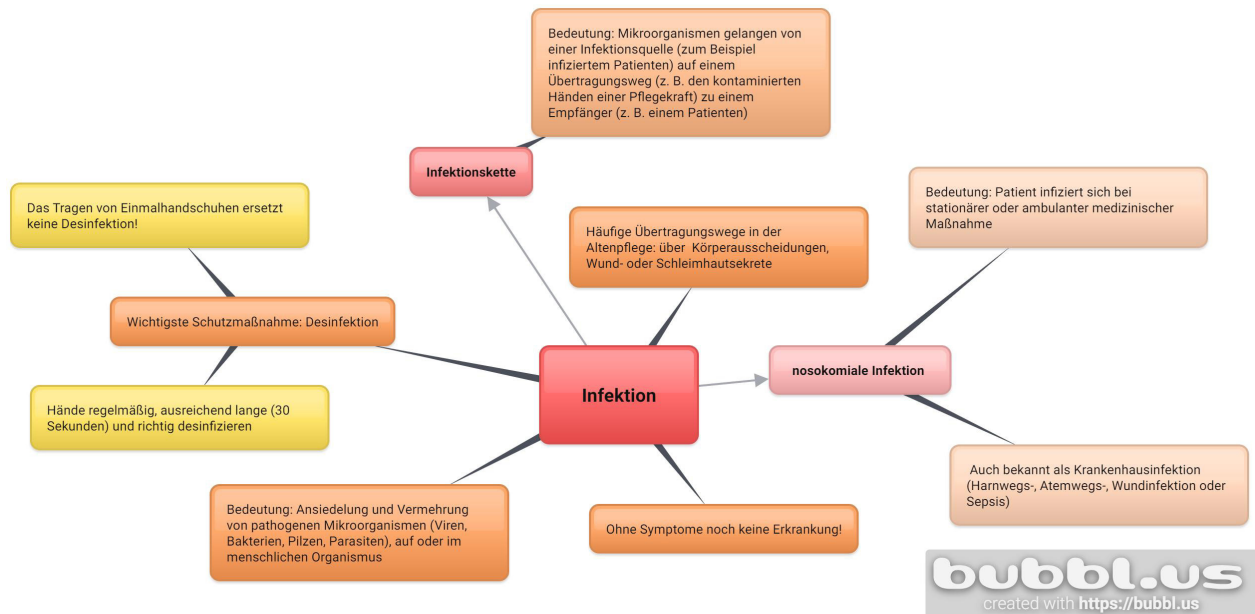 Bedeutung: Mikroorganismen gelangen von
einer Infektionsquelle (zum Beispiel
infiziertem Patienten) auf einem
Übertragungsweg (z. B. den kontaminierten
Händen einer Pflegekraft) zu einem
Empfänger (z. B. einem Patienten)
Infektionskette
Bedeutung: Patient infiziert sich bei
stationärer oder ambulanter medizinischer
Maßnahme
Das Tragen von Einmalhandschuhen ersetzt
keine Desinfektion!
Häufige Übertragungswege in der
Altenpflege: über Körperausscheidungen,
Wund- oder Schleimhautsekrete
Wichtigste Schutzmaßnahme: Desinfektion
nosokomiale Infektion
Infektion
Hände regelmäßig, ausreichend lange (30
Sekunden) und richtig desinfizieren
Auch bekannt als Krankenhausinfektion
(Harnwegs-, Atemwegs-, Wundinfektion oder
Sepsis)
Bedeutung: Ansiedelung und Vermehrung
von pathogenen Mikroorganismen (Viren,
Bakterien, Pilzen, Parasiten), auf oder im
menschlichen Organismus
Ohne Symptome noch keine Erkrankung!
bubbl.us
created with https://bubbl.us